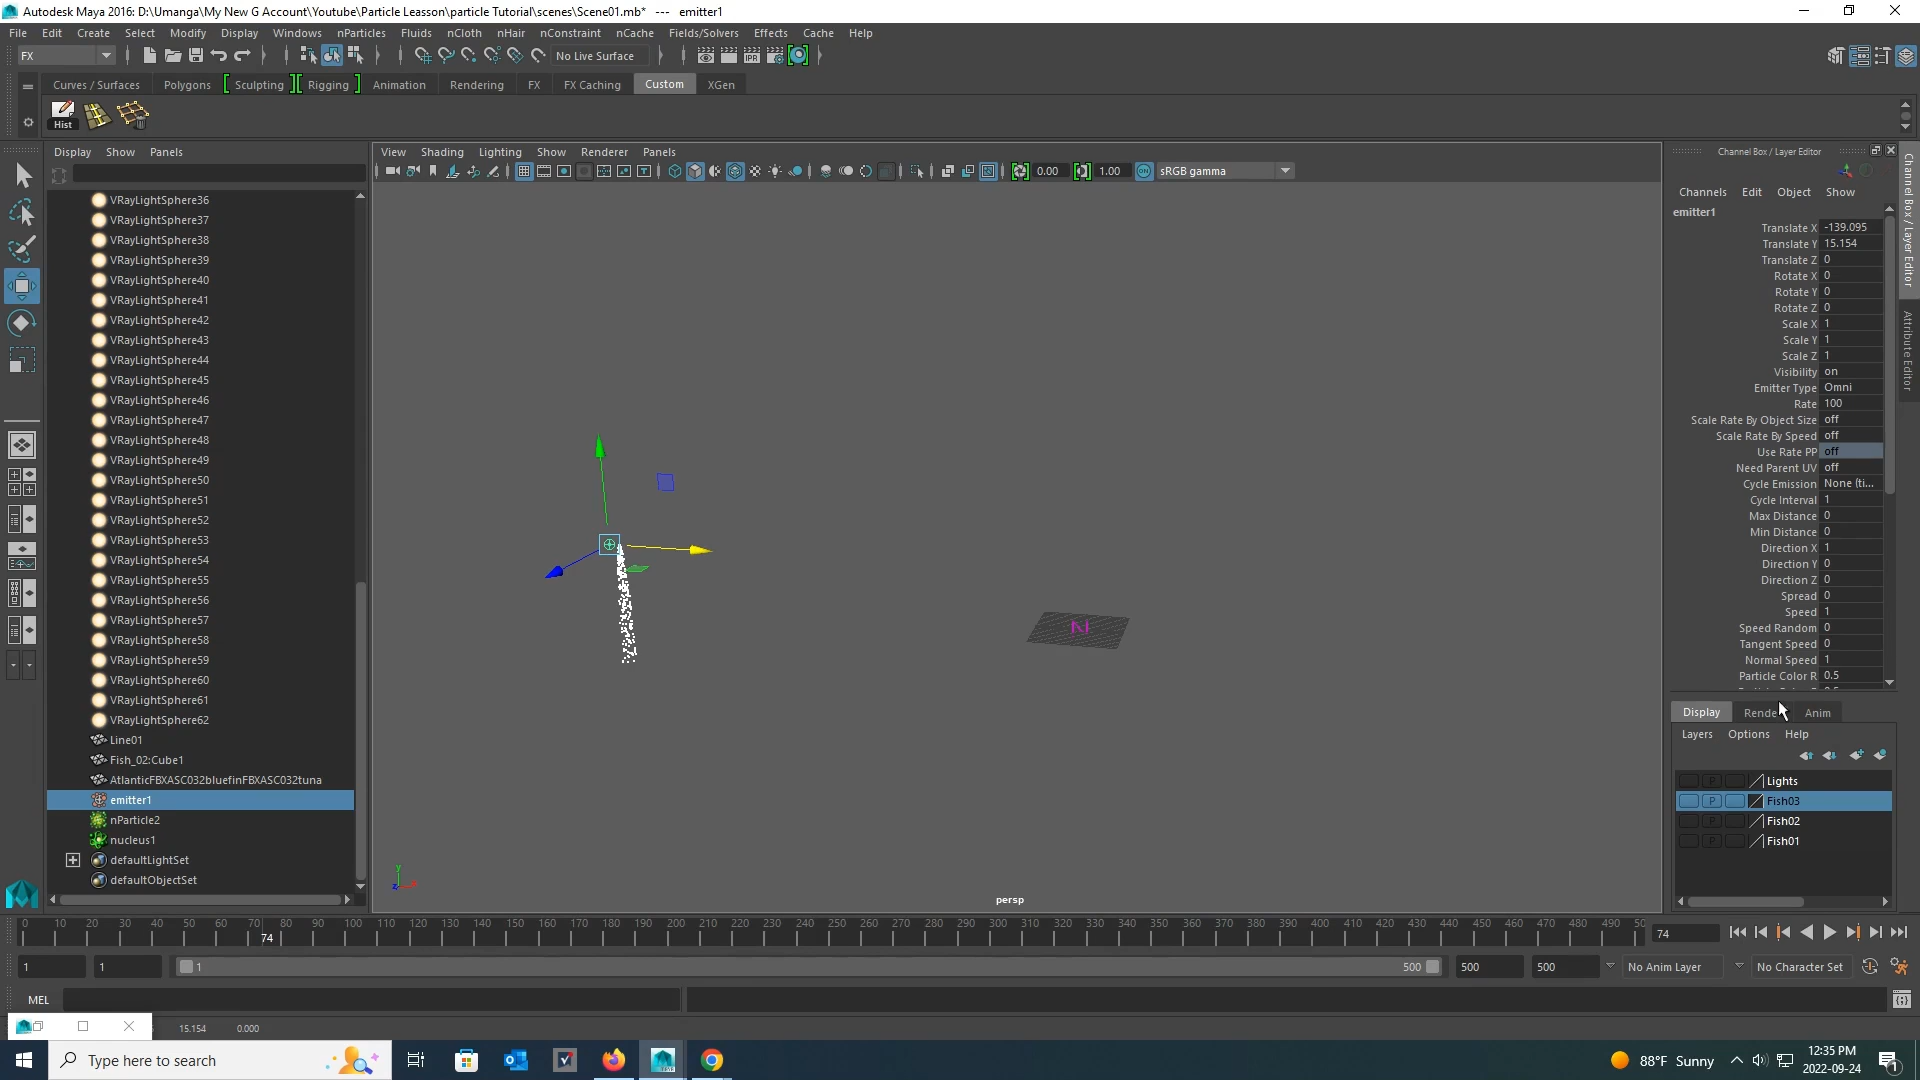 Autodesk Maya 2016: D:\Umanga\My New G Account\Youtube\Particle Leasson\particle Tutorial\scenes\Scene01.mb*   ---   emitter1
File Edit Create Select Modify Display Windows nParticles Fluids nCloth nHair nConstraint nCache Fields/Solvers Effects Cache Help
FX No Live Surface
Curves / Surfaces Polygons Sculpting Rigging Animation Rendering FX FX Caching Custom XGen
Hist
Display Show Panels
View Shading Lighting Show Renderer Panels
0.00 1.00 sRGB gamma
VRayLightSphere36
VRayLightSphere37
VRayLightSphere38
VRayLightSphere39
VRayLightSphere40
VRayLightSphere41
VRayLightSphere42
VRayLightSphere43
VRayLightSphere44
VRayLightSphere45
VRayLightSphere46
VRayLightSphere47
VRayLightSphere48
VRayLightSphere49
VRayLightSphere50
VRayLightSphere51
VRayLightSphere52
VRayLightSphere53
VRayLightSphere54
VRayLightSphere55
VRayLightSphere56
VRayLightSphere57
VRayLightSphere58
VRayLightSphere59
VRayLightSphere60
VRayLightSphere61
VRayLightSphere62
Line01
Fish_02:Cube1
AtlanticFBXASC032bluefinFBXASC032tuna
emitter1
nParticle2
nucleus1
defaultLightSet
defaultObjectSet
N
y
z
persp
Channel Box / Layer Editor
Channels Edit Object Show
emitter1
Translate X -139.095
Translate Y 15.154
Translate Z 0
Rotate X 0
Rotate Y 0
Rotate Z 0
Scale X 1
Scale Y 1
Scale Z 1
Visibility on
Emitter Type Omni
Rate 100
Scale Rate By Object Size off
Scale Rate By Speed off
Use Rate PP off
Need Parent UV off
Cycle Emission None (ti...
Cycle Interval 1
Max Distance 0
Min Distance 0
Direction X 1
Direction Y 0
Direction Z 0
Spread 0
Speed 1
Speed Random 0
Tangent Speed 0
Normal Speed 1
Particle Color R 0.5
Channel Box / Layer Editor
Attribute Editor
Display Rende Anim
Layers Options Help
P Lights
P Fish03
P Fish02
P Fish01
0 10 20 30 40 50 60 70 80 90 100 110 120 130 140 150 160 170 180 190 200 210 220 230 240 250 260 270 280 290 300 310 320 330 340 350 360 370 380 390 400 410 420 430 440 450 460 470 480 490 50
74 74
1 1 1 500 500 500 No Anim Layer No Character Set
MEL
15.154 0.000
Type here to search
88°F Sunny
12:35 PM
2022-09-24
1